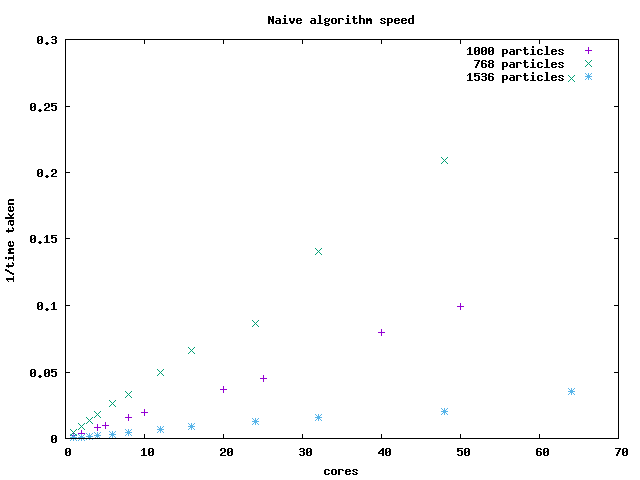 Naive algorithm speed
1000 particles
768 particles
1536 particles
0.3
0.25
0.2
0.15
0.1
0.05
0
1/time taken
0 10 20 30 40 50 60 70
cores